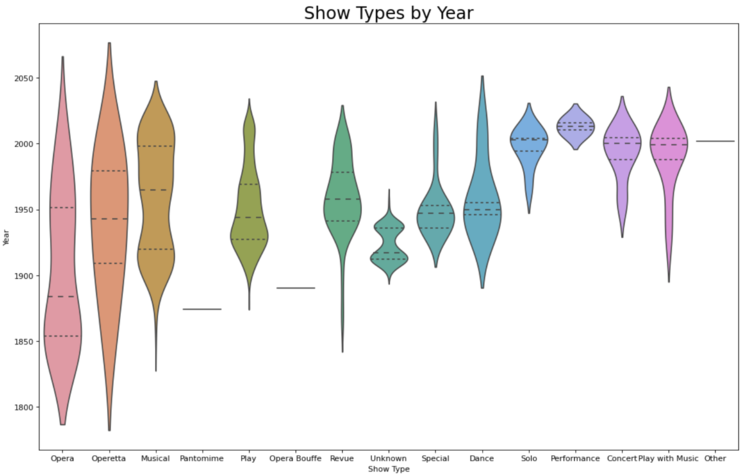 Show Types by Year
2050
2000
1950
1900
1850
1800
Year
Opera Operetta Musical Pantomime Play Opera Bouffe Revue Unknown Special Dance Solo Performance Concert Play with Music Other
Show Type